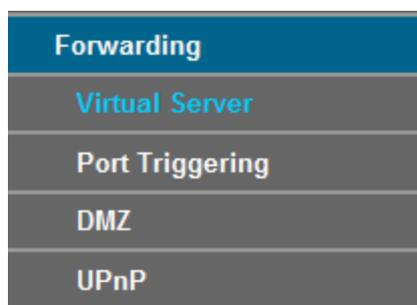 Forwarding
Virtual Server
Port Triggering
DMZ
UPnP